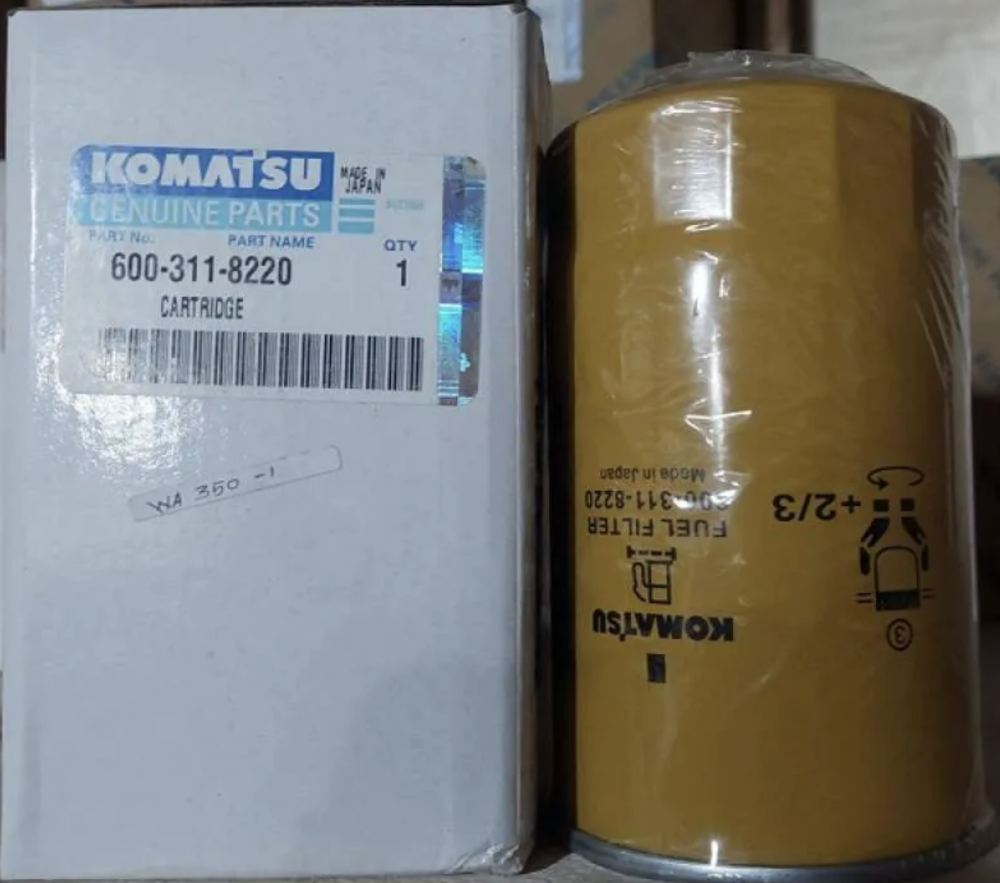 KOMATSU
MADE IN
JAPAN
GENUINE PARTS
PART No. PART NAME QTY
600-311-8220 1
CARTRIDGE
WA 350 -1
3
+2/3
KOMATSU
FUEL FILTER
600-311-8220
Made in Japan